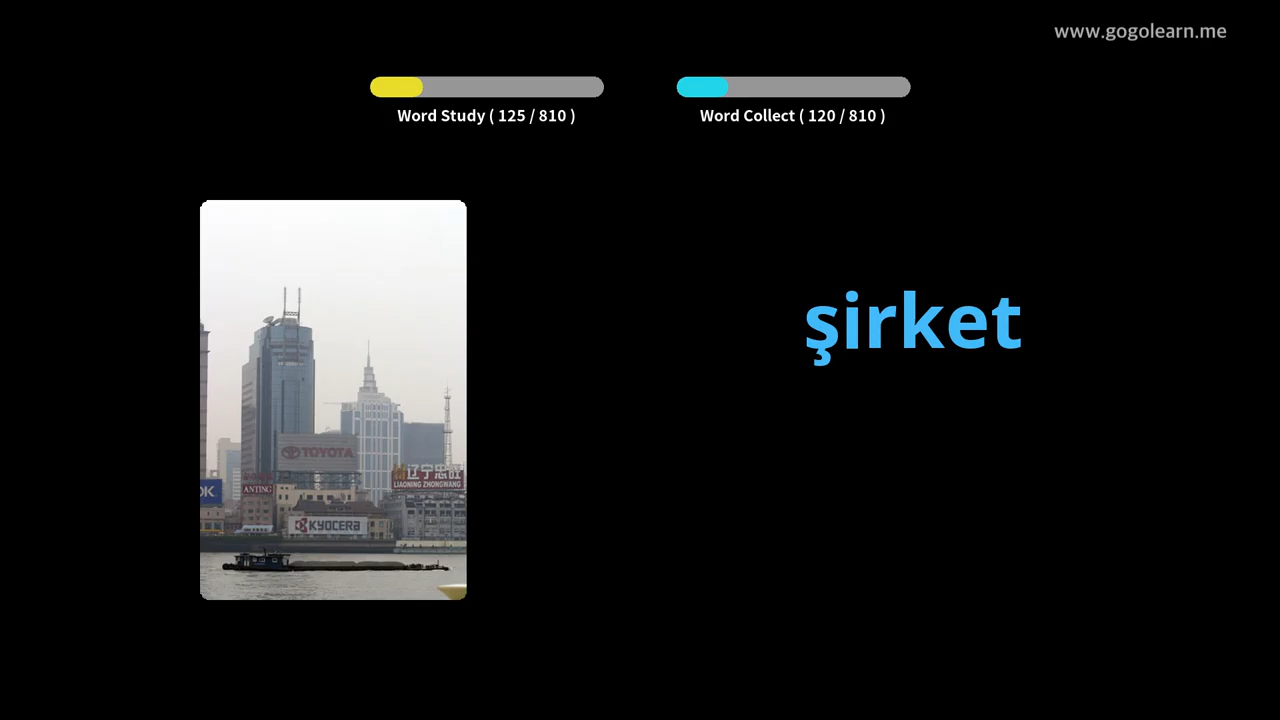 www.gogolearn.me
Word Study ( 125 / 810 )
Word Collect ( 120 / 810 )
şirket
TOYOTA
辽宁忠旺
LIAONING ZHONGWANG
OK
ANTING
KYOCERA